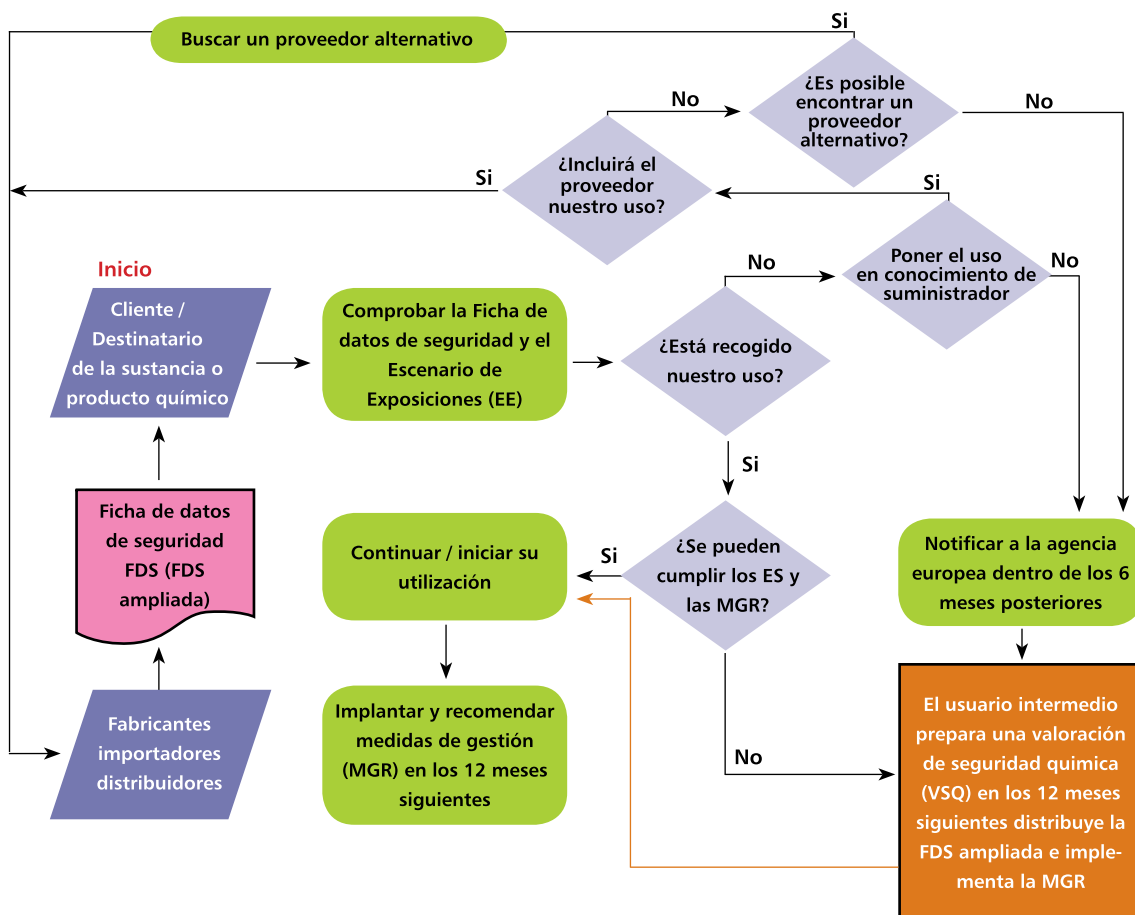 Si
Buscar un proveedor alternativo
¿Es posible
encontrar un
proveedor
alternativo?
No
No
¿Incluirá el
proveedor
nuestro uso?
Si
Si
Poner el uso
en conocimiento de
suministrador
No
No
Inicio
Cliente /
Destinatario
de la sustancia o
producto químico
Comprobar la Ficha de
datos de seguridad y el
Escenario de
Exposiciones (EE)
¿Está recogido
nuestro uso?
Si
Ficha de datos
de seguridad
FDS (FDS
ampliada)
Continuar / iniciar su
utilización
Si
¿Se pueden
cumplir los ES y
las MGR?
Notificar a la agencia
europea dentro de los 6
meses posteriores
Fabricantes
importadores
distribuidores
Implantar y recomendar
medidas de gestión
(MGR) en los 12 meses
siguientes
No
El usuario intermedio
prepara una valoración
de seguridad quimica
(VSQ) en los 12 meses
siguientes distribuye la
FDS ampliada e imple-
menta la MGR